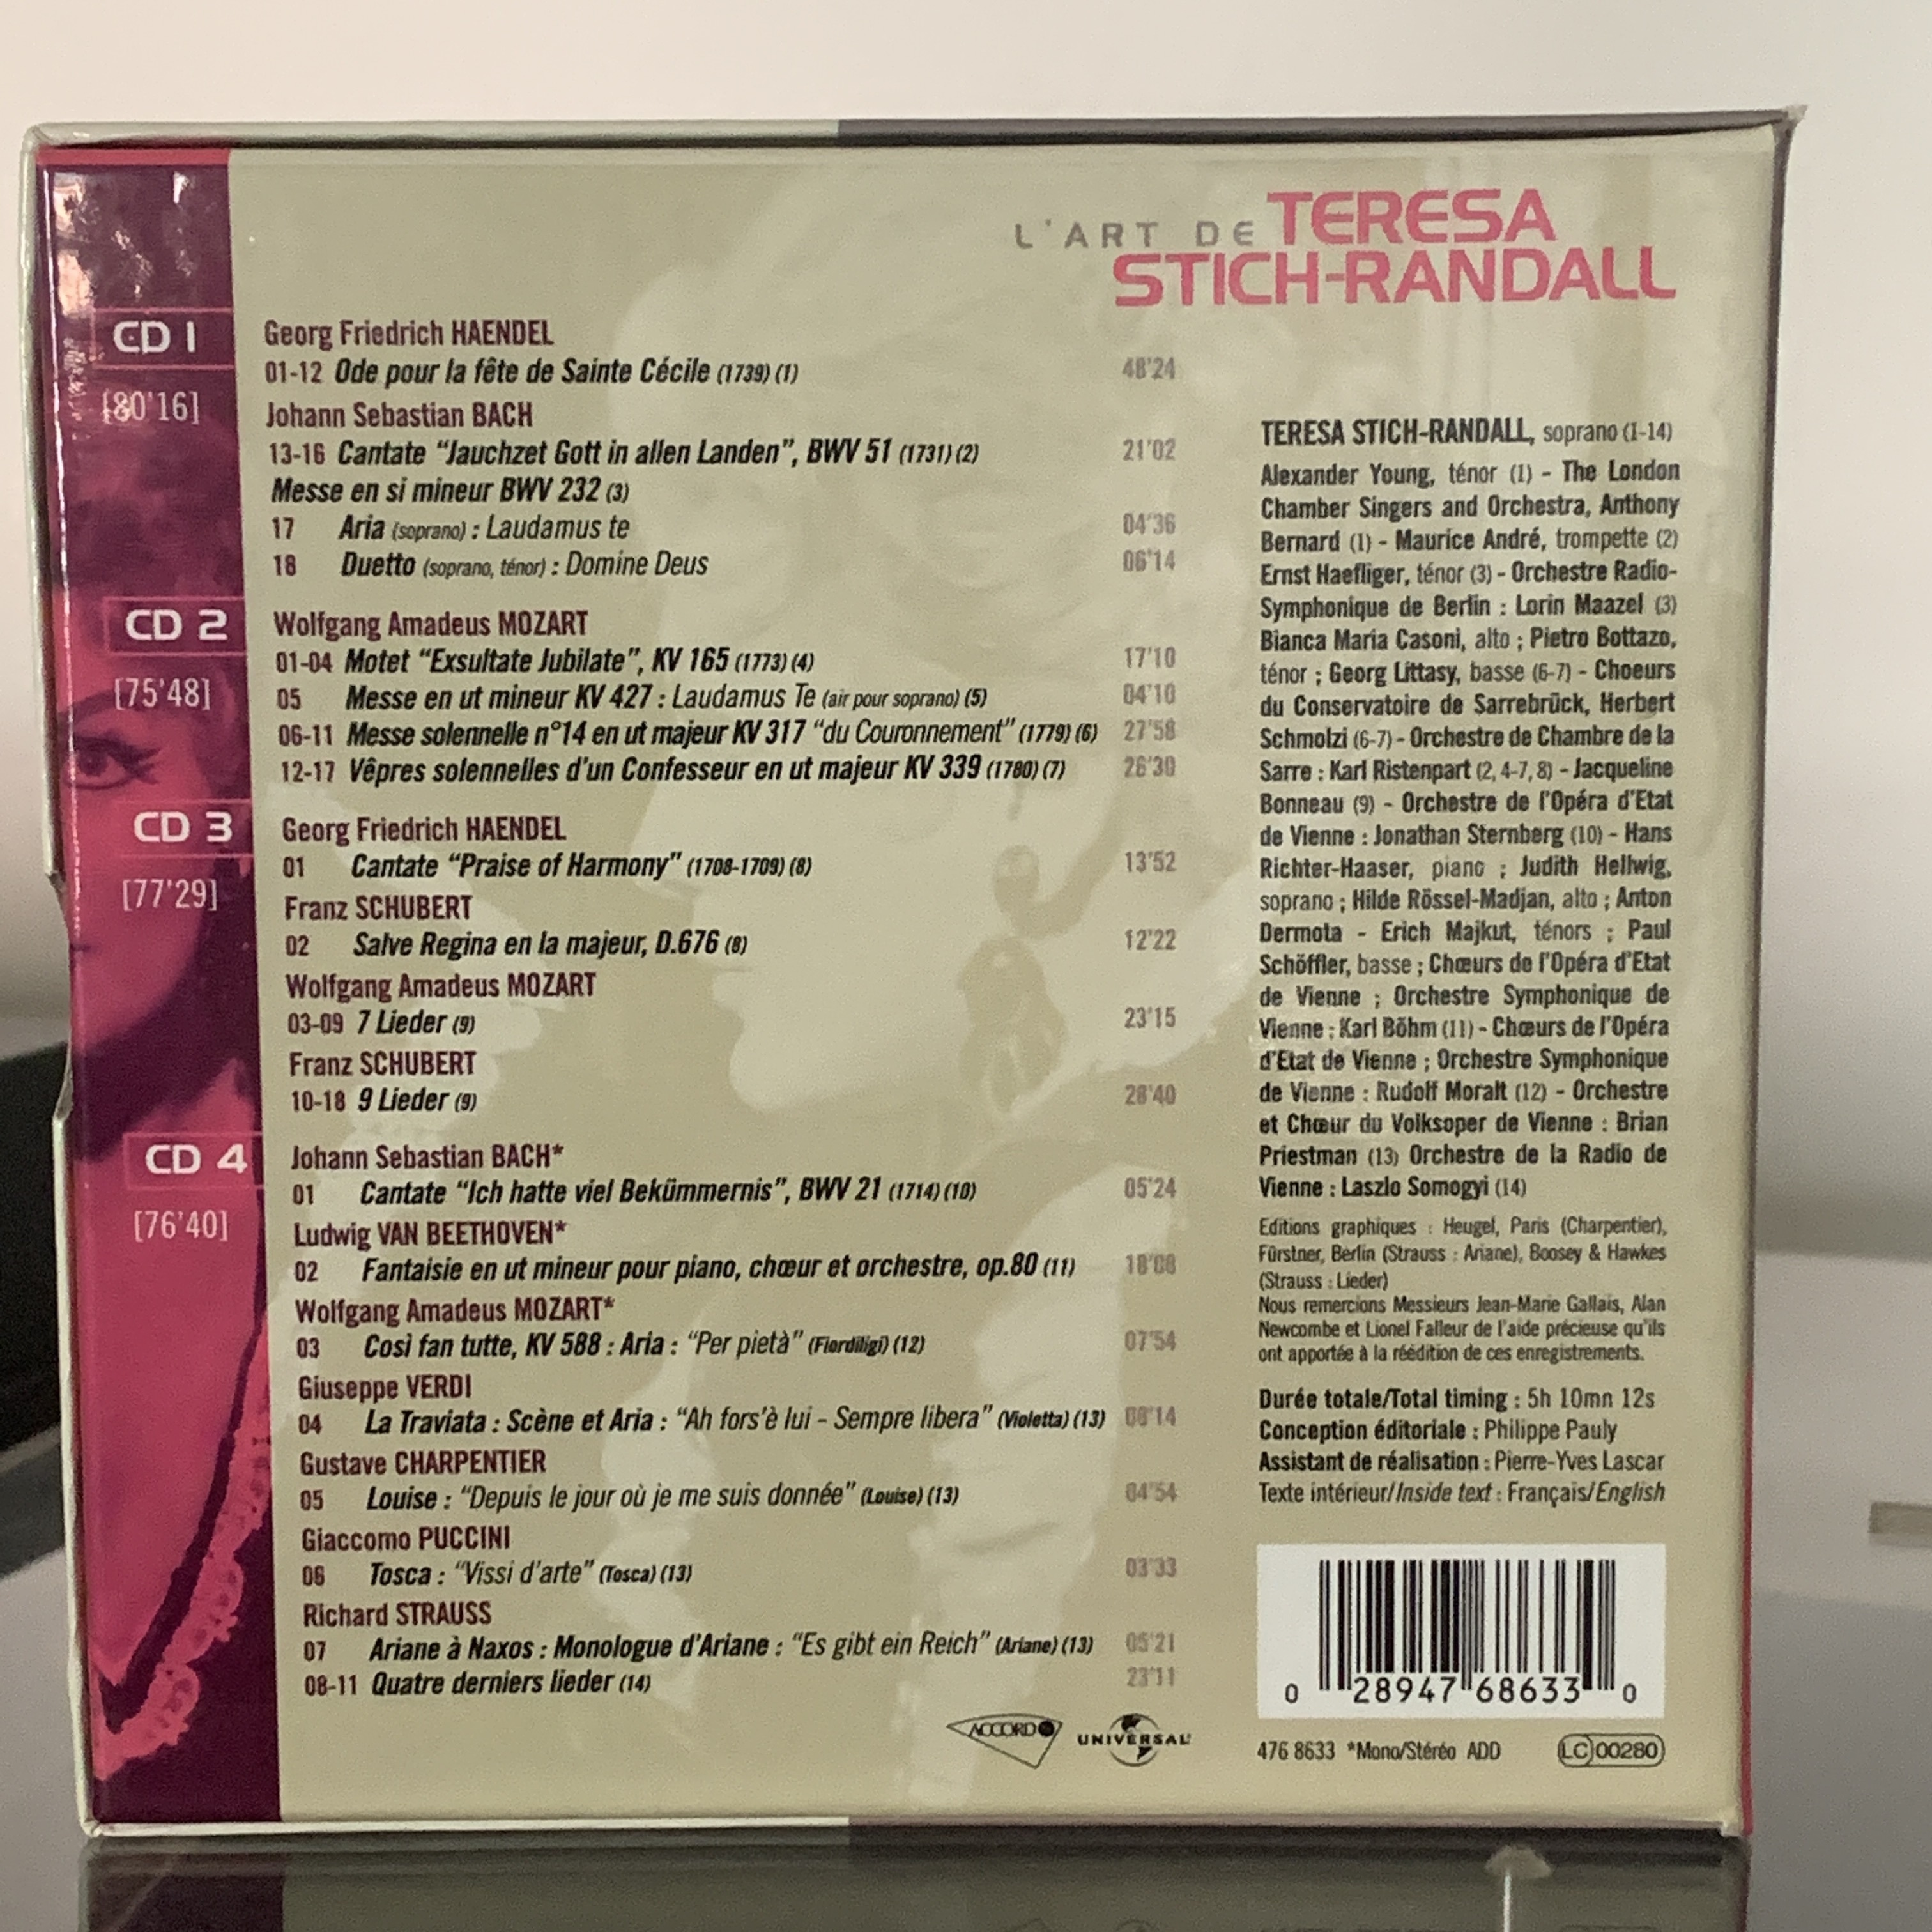 L'ART DE TERESA
STICH-RANDALL
CD 1
[80'16]
Georg Friedrich HAENDEL
01-12 Ode pour la fête de Sainte Cécile (1739) (1) 48'24
Johann Sebastian BACH
13-16 Cantate “Jauchzet Gott in allen Landen”, BWV 51 (1731) (2) 21'02
Messe en si mineur BWV 232 (3)
17 Aria (soprano) : Laudamus te 04'36
18 Duetto (soprano, ténor) : Domine Deus 06'14
CD 2
[75'48]
Wolfgang Amadeus MOZART
01-04 Motet “Exsultate Jubilate”, KV 165 (1773) (4) 17'10
05 Messe en ut mineur KV 427 : Laudamus Te (air pour soprano) (5) 04'10
06-11 Messe solennelle n°14 en ut majeur KV 317 “du Couronnement” (1779) (6) 27'58
12-17 Vêpres solennelles d'un Confesseur en ut majeur KV 339 (1780) (7) 26'30
CD 3
[77'29]
Georg Friedrich HAENDEL
01 Cantate “Praise of Harmony” (1708-1709) (8) 13'52
Franz SCHUBERT
02 Salve Regina en la majeur, D.676 (8) 12'22
Wolfgang Amadeus MOZART
03-09 7 Lieder (9) 23'15
Franz SCHUBERT
10-18 9 Lieder (9) 28'40
CD 4
[76'40]
Johann Sebastian BACH*
01 Cantate “Ich hatte viel Bekümmernis”, BWV 21 (1714) (10) 05'24
Ludwig VAN BEETHOVEN*
02 Fantaisie en ut mineur pour piano, chœur et orchestre, op.80 (11) 18'08
Wolfgang Amadeus MOZART*
03 Così fan tutte, KV 588 : Aria : “Per pietà” (Fiordiligi) (12) 07'54
Giuseppe VERDI
04 La Traviata : Scène et Aria : “Ah fors'è lui – Sempre libera” (Violetta) (13) 08'14
Gustave CHARPENTIER
05 Louise : “Depuis le jour où je me suis donnée” (Louise) (13) 04'54
Giaccomo PUCCINI
06 Tosca : “Vissi d'arte” (Tosca) (13) 03'33
Richard STRAUSS
07 Ariane à Naxos : Monologue d'Ariane : “Es gibt ein Reich” (Ariane) (13) 05'21
08-11 Quatre derniers lieder (14) 23'11
ACCORD
UNIVERSAL
TERESA STICH-RANDALL, soprano (1-14)
Alexander Young, ténor (1) - The London
Chamber Singers and Orchestra, Anthony
Bernard (1) - Maurice André, trompette (2)
Ernst Haefliger, ténor (3) - Orchestre Radio-
Symphonique de Berlin : Lorin Maazel (3)
Bianca Maria Casoni, alto ; Pietro Bottazo,
ténor ; Georg Littasy, basse (6-7) - Choeurs
du Conservatoire de Sarrebrück, Herbert
Schmolzi (6-7) - Orchestre de Chambre de la
Sarre : Karl Ristenpart (2, 4-7, 8) - Jacqueline
Bonneau (9) - Orchestre de l'Opéra d'Etat
de Vienne : Jonathan Sternberg (10) - Hans
Richter-Haaser, piano ; Judith Hellwig,
soprano ; Hilde Rössel-Madjan, alto ; Anton
Dermota - Erich Majkut, ténors ; Paul
Schöffler, basse ; Chœurs de l'Opéra d'Etat
de Vienne ; Orchestre Symphonique de
Vienne : Karl Böhm (11) - Chœurs de l'Opéra
d'Etat de Vienne ; Orchestre Symphonique
de Vienne : Rudolf Moralt (12) - Orchestre
et Chœur du Volksoper de Vienne : Brian
Priestman (13) Orchestre de la Radio de
Vienne : Laszlo Somogyi (14)
Editions graphiques : Heugel, Paris (Charpentier),
Fürstner, Berlin (Strauss : Ariane), Boosey & Hawkes
(Strauss : Lieder)
Nous remercions Messieurs Jean-Marie Gallais, Alan
Newcombe et Lionel Falleur de l'aide précieuse qu'ils
ont apportée à la réédition de ces enregistrements.
Durée totale/Total timing : 5h 10mn 12s
Conception éditoriale : Philippe Pauly
Assistant de réalisation : Pierre-Yves Lascar
Texte intérieur/Inside text : Français/English
0 28947 68633 0
476 8633 *Mono/Stéréo ADD LC 00280